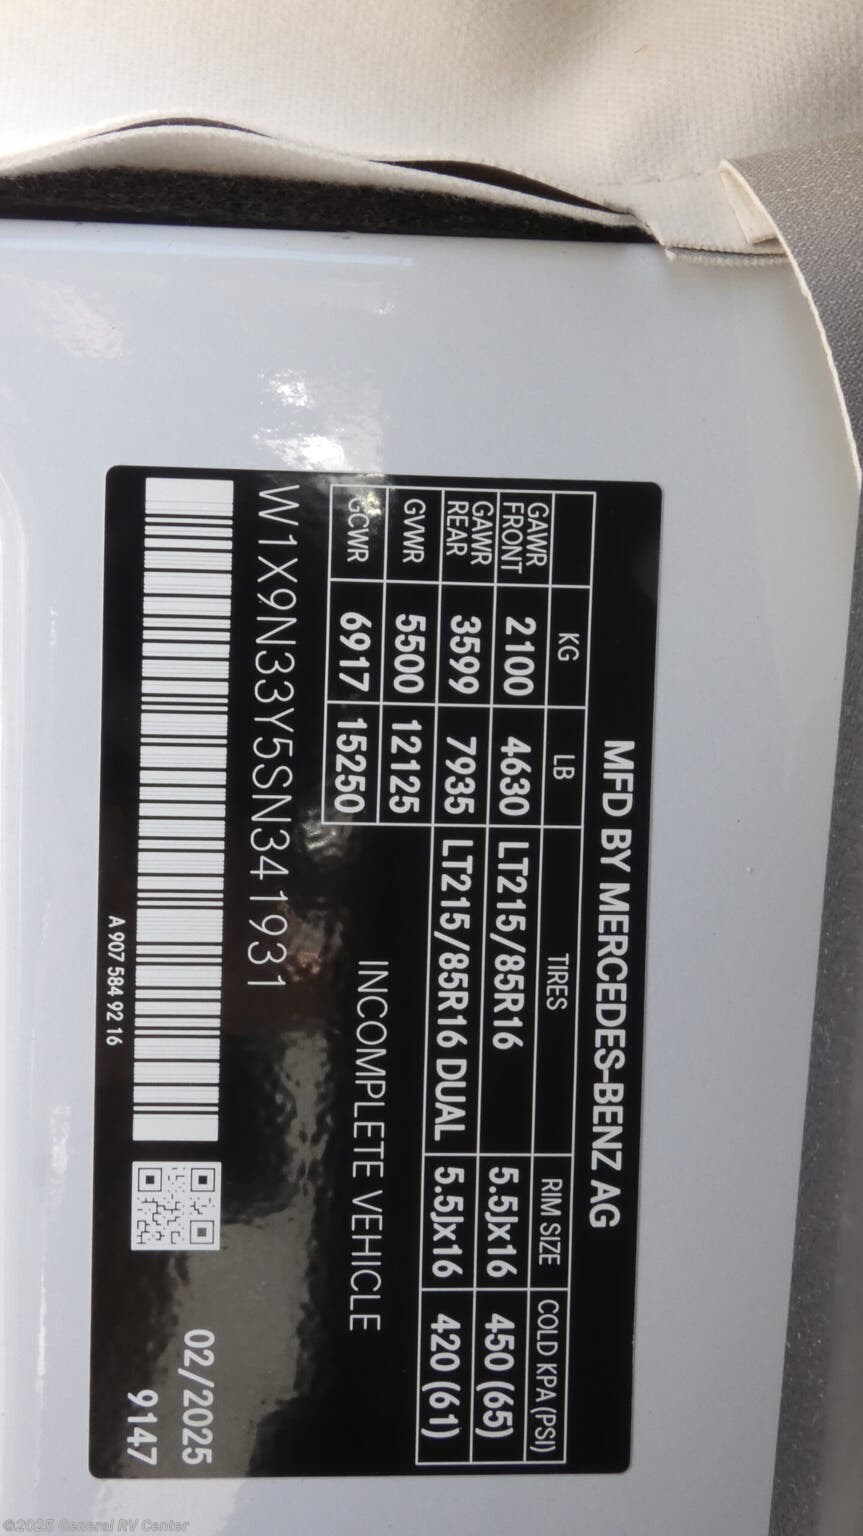 MFD BY MERCEDES-BENZ AG
KG LB TIRES RIM SIZE COLD KPA (PSI)
GAWR FRONT 2100 4630 LT215/85R16 5.5Jx16 450 (65)
GAWR REAR 3599 7935 LT215/85R16 DUAL 5.5Jx16 420 (61)
GVWR 5500 12125
GCWR 6917 15250
INCOMPLETE VEHICLE
W1X9N33Y5SN341931
02/2025
9147
A 907 584 92 16
©2025 General RV Center